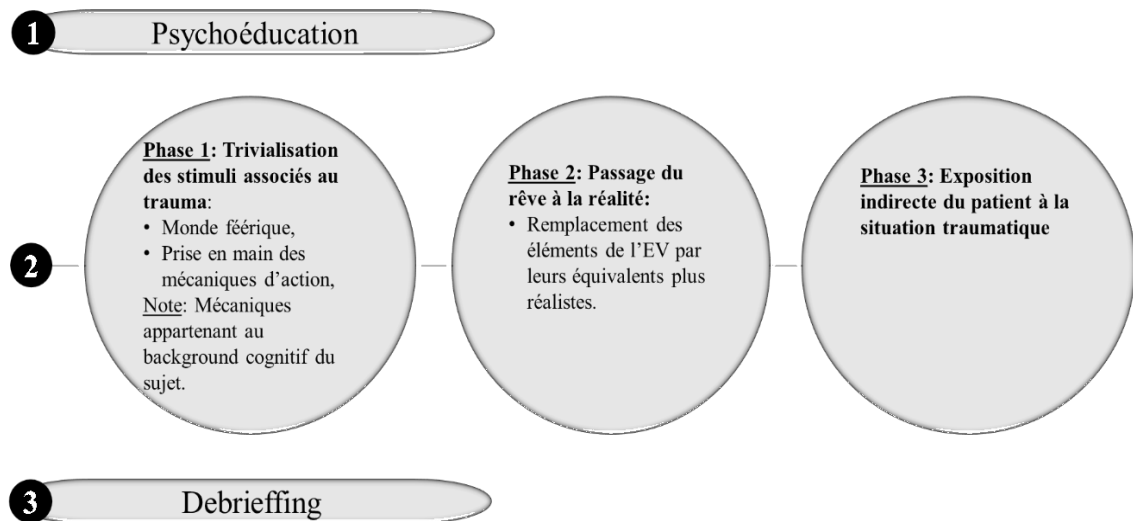 1
Psychoéducation
2
Phase 1: Trivialisation
des stimuli associés au
trauma:
• Monde féérique,
• Prise en main des
mécaniques d'action,
Note: Mécaniques
appartenant au
background cognitif du
sujet.
Phase 2: Passage du
rêve à la réalité:
• Remplacement des
éléments de l'EV par
leurs équivalents plus
réalistes.
Phase 3: Exposition
indirecte du patient à la
situation traumatique
3
Debrieffing